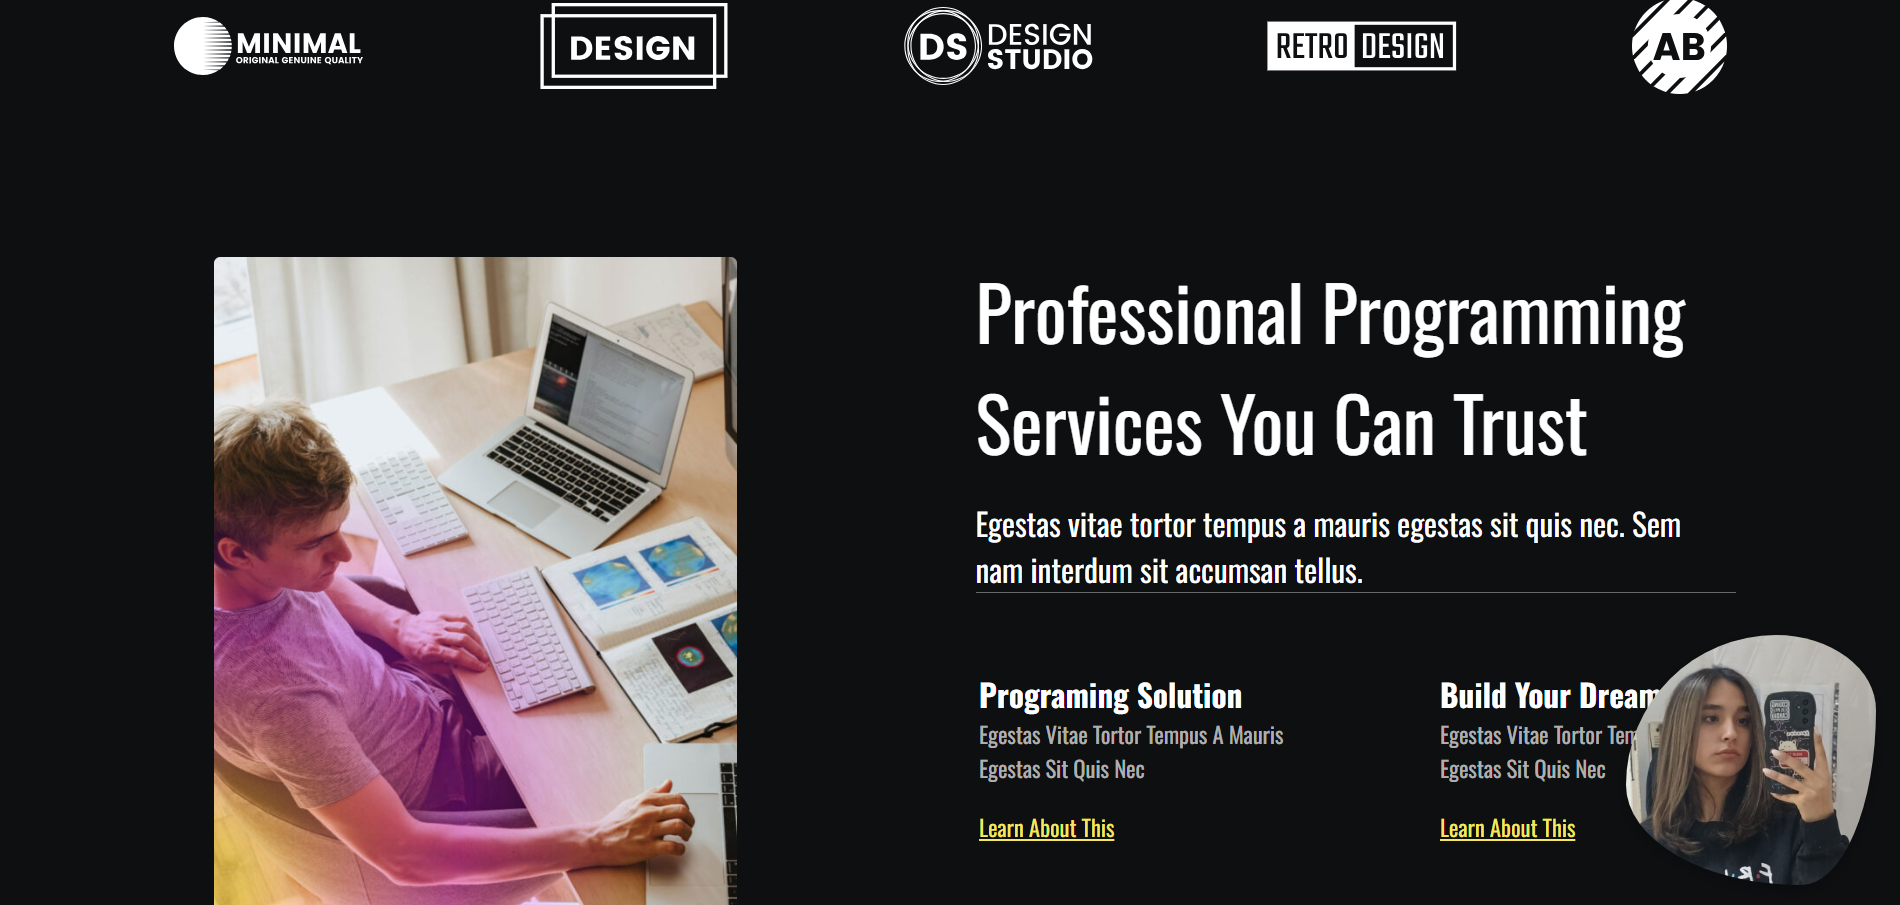 MINIMAL
ORIGINAL GENUINE QUALITY
DESIGN
DS
DESIGN
STUDIO
RETRO DESIGN
AB
Professional Programming
Services You Can Trust
Egestas vitae tortor tempus a mauris egestas sit quis nec. Sem
nam interdum sit accumsan tellus.
Programing Solution
Egestas Vitae Tortor Tempus A Mauris
Egestas Sit Quis Nec
Learn About This
Build Your Dream
Egestas Vitae Tortor
Egestas Sit Quis Nec
Learn About This